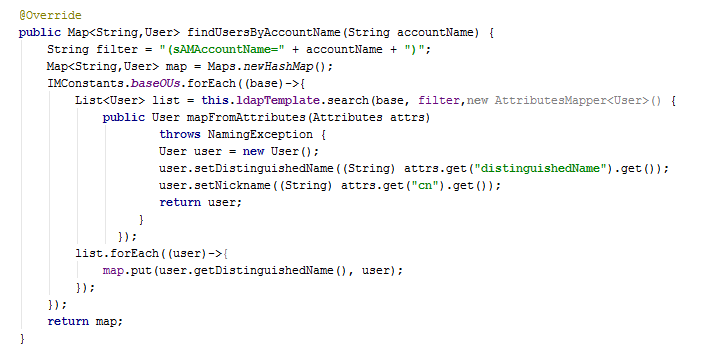 @Override
public Map<String,User> findUsersByAccountName(String accountName) {
    String filter = "(sAMAccountName=" + accountName + ")";
    Map<String,User> map = Maps.newHashMap();
    IMConstants.baseOUs.forEach((base)->{
        List<User> list = this.ldapTemplate.search(base, filter,new AttributesMapper<User>() {
            public User mapFromAttributes(Attributes attrs)
                    throws NamingException {
                    User user = new User();
                    user.setDistinguishedName((String) attrs.get("distinguishedName").get());
                    user.setNickname((String) attrs.get("cn").get());
                    return user;
                 }
              });
        list.forEach((user)->{
            map.put(user.getDistinguishedName(), user);
        });
    });
    return map;
}